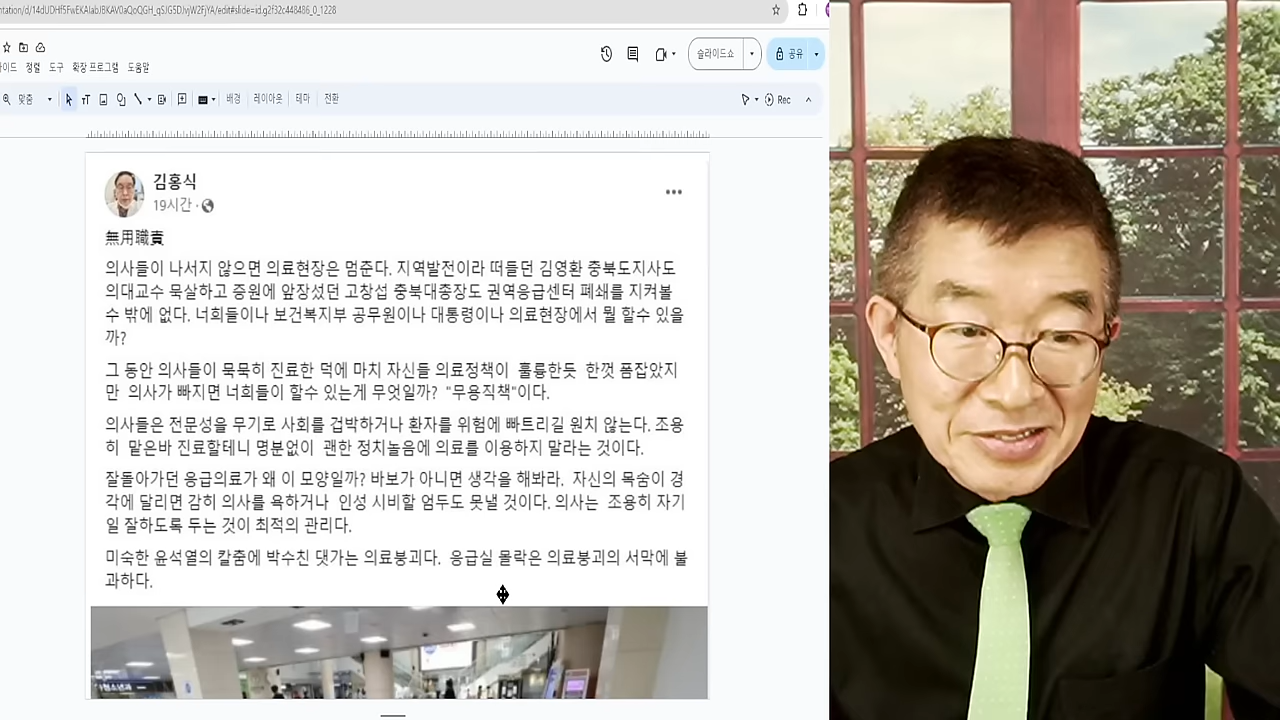 ntation/d/14dUDHf5FwEKAlabJBKAV0aQoQGH_qSJG5DJvjW2FjYA/edit#slide=id.g2f32c448486_0_1228
이드 정렬 도구 확장 프로그램 도움말
슬라이드쇼
공유
맞춤
배경 레이아웃 테마 전환
Rec
김홍식
19시간
無用職責
의사들이 나서지 않으면 의료현장은 멈춘다. 지역발전이라 떠들던 김영환 충북도지사도
의대교수 묵살하고 증원에 앞장섰던 고창섭 충북대총장도 권역응급센터 폐쇄를 지켜볼
수 밖에 없다. 너희들이나 보건복지부 공무원이나 대통령이나 의료현장에서 뭘 할수 있을
까?
그 동안 의사들이 묵묵히 진료한 덕에 마치 자신들 의료정책이 훌륭한듯 한껏 폼잡았지
만 의사가 빠지면 너희들이 할수 있는게 무엇일까? "무용직책"이다.
의사들은 전문성을 무기로 사회를 겁박하거나 환자를 위험에 빠트리길 원치 않는다. 조용
히 맡은바 진료할테니 명분없이 괜한 정치놀음에 의료를 이용하지 말라는 것이다.
잘돌아가던 응급의료가 왜 이 모양일까? 바보가 아니면 생각을 해봐라. 자신의 목숨이 경
각에 달리면 감히 의사를 욕하거나 인성 시비할 엄두도 못낼 것이다. 의사는 조용히 자기
일 잘하도록 두는 것이 최적의 관리다.
미숙한 윤석열의 칼춤에 박수친 댓가는 의료붕괴다. 응급실 몰락은 의료붕괴의 서막에 불
과하다.